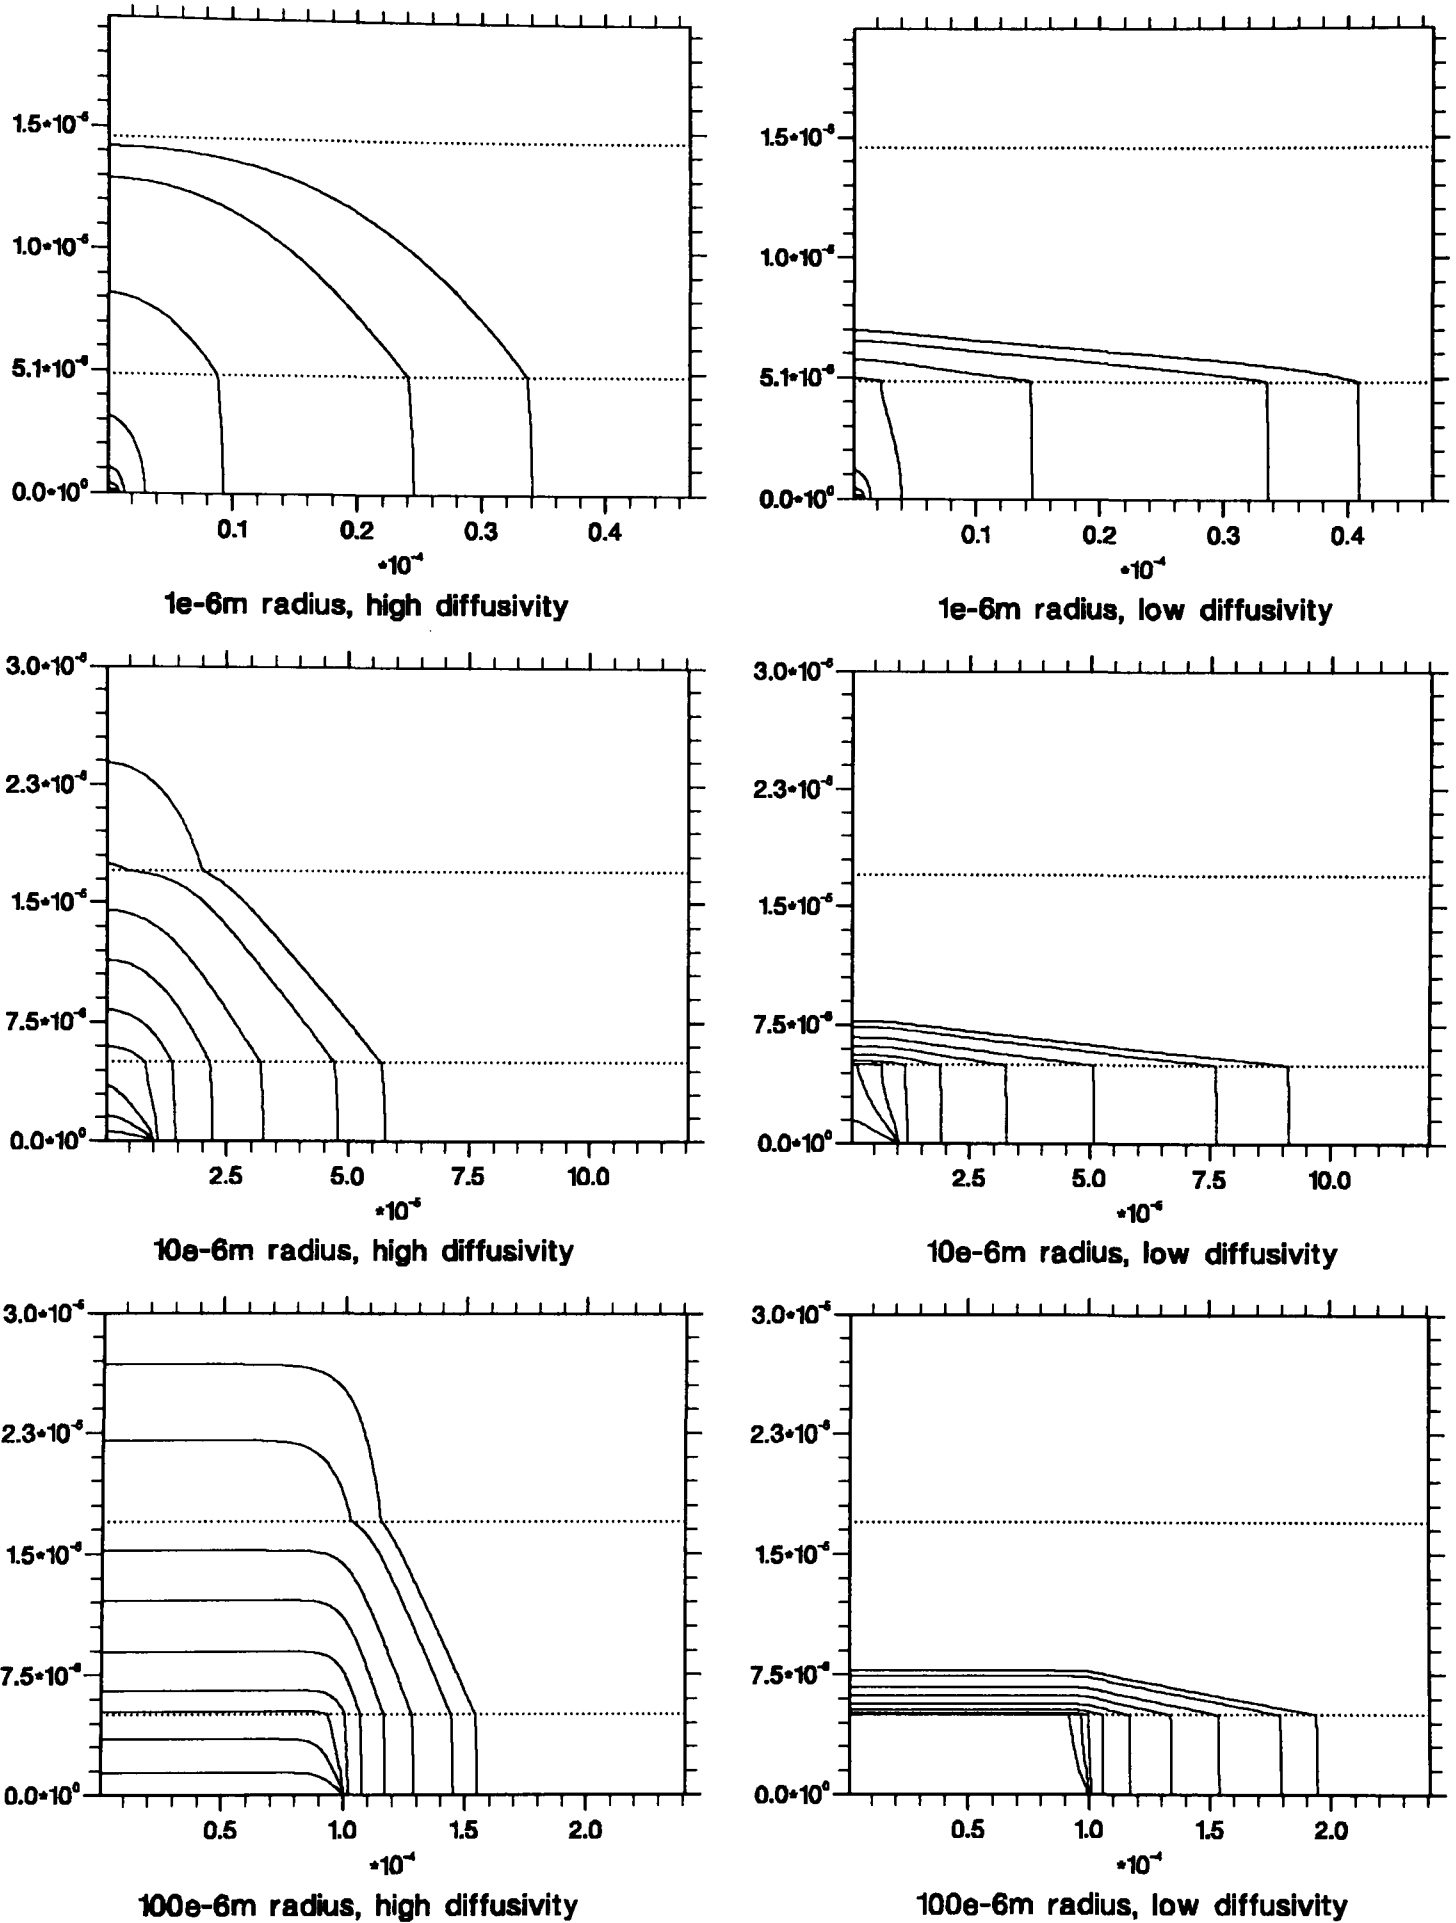 1.5*10⁻⁵
1.0*10⁻⁵
5.1*10⁻⁶
0.0*10⁰
0.1 0.2 0.3 0.4
*10⁻⁴
1e-6m radius, high diffusivity
1.5*10⁻⁵
1.0*10⁻⁵
5.1*10⁻⁶
0.0*10⁰
0.1 0.2 0.3 0.4
*10⁻⁴
1e-6m radius, low diffusivity
3.0*10⁻⁵
2.3*10⁻⁵
1.5*10⁻⁵
7.5*10⁻⁶
0.0*10⁰
2.5 5.0 7.5 10.0
*10⁻⁵
10e-6m radius, high diffusivity
3.0*10⁻⁵
2.3*10⁻⁵
1.5*10⁻⁵
7.5*10⁻⁶
0.0*10⁰
2.5 5.0 7.5 10.0
*10⁻⁵
10e-6m radius, low diffusivity
3.0*10⁻⁵
2.3*10⁻⁵
1.5*10⁻⁵
7.5*10⁻⁶
0.0*10⁰
0.5 1.0 1.5 2.0
*10⁻⁴
100e-6m radius, high diffusivity
3.0*10⁻⁵
2.3*10⁻⁵
1.5*10⁻⁵
7.5*10⁻⁶
0.0*10⁰
0.5 1.0 1.5 2.0
*10⁻⁴
100e-6m radius, low diffusivity